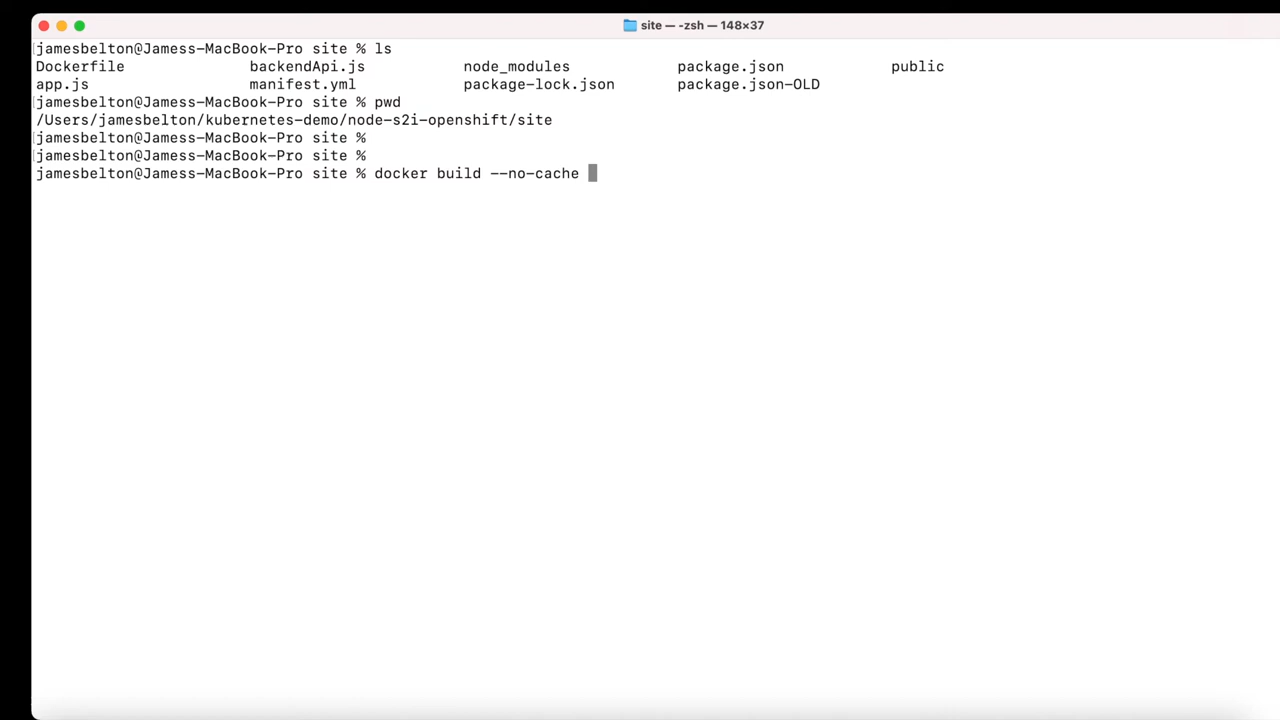 site — -zsh — 148×37
jamesbelton@Jamess-MacBook-Pro site % ls
Dockerfile backendApi.js node_modules package.json public
app.js manifest.yml package-lock.json package.json-OLD
jamesbelton@Jamess-MacBook-Pro site % pwd
/Users/jamesbelton/kubernetes-demo/node-s2i-openshift/site
jamesbelton@Jamess-MacBook-Pro site %
jamesbelton@Jamess-MacBook-Pro site %
jamesbelton@Jamess-MacBook-Pro site % docker build --no-cache